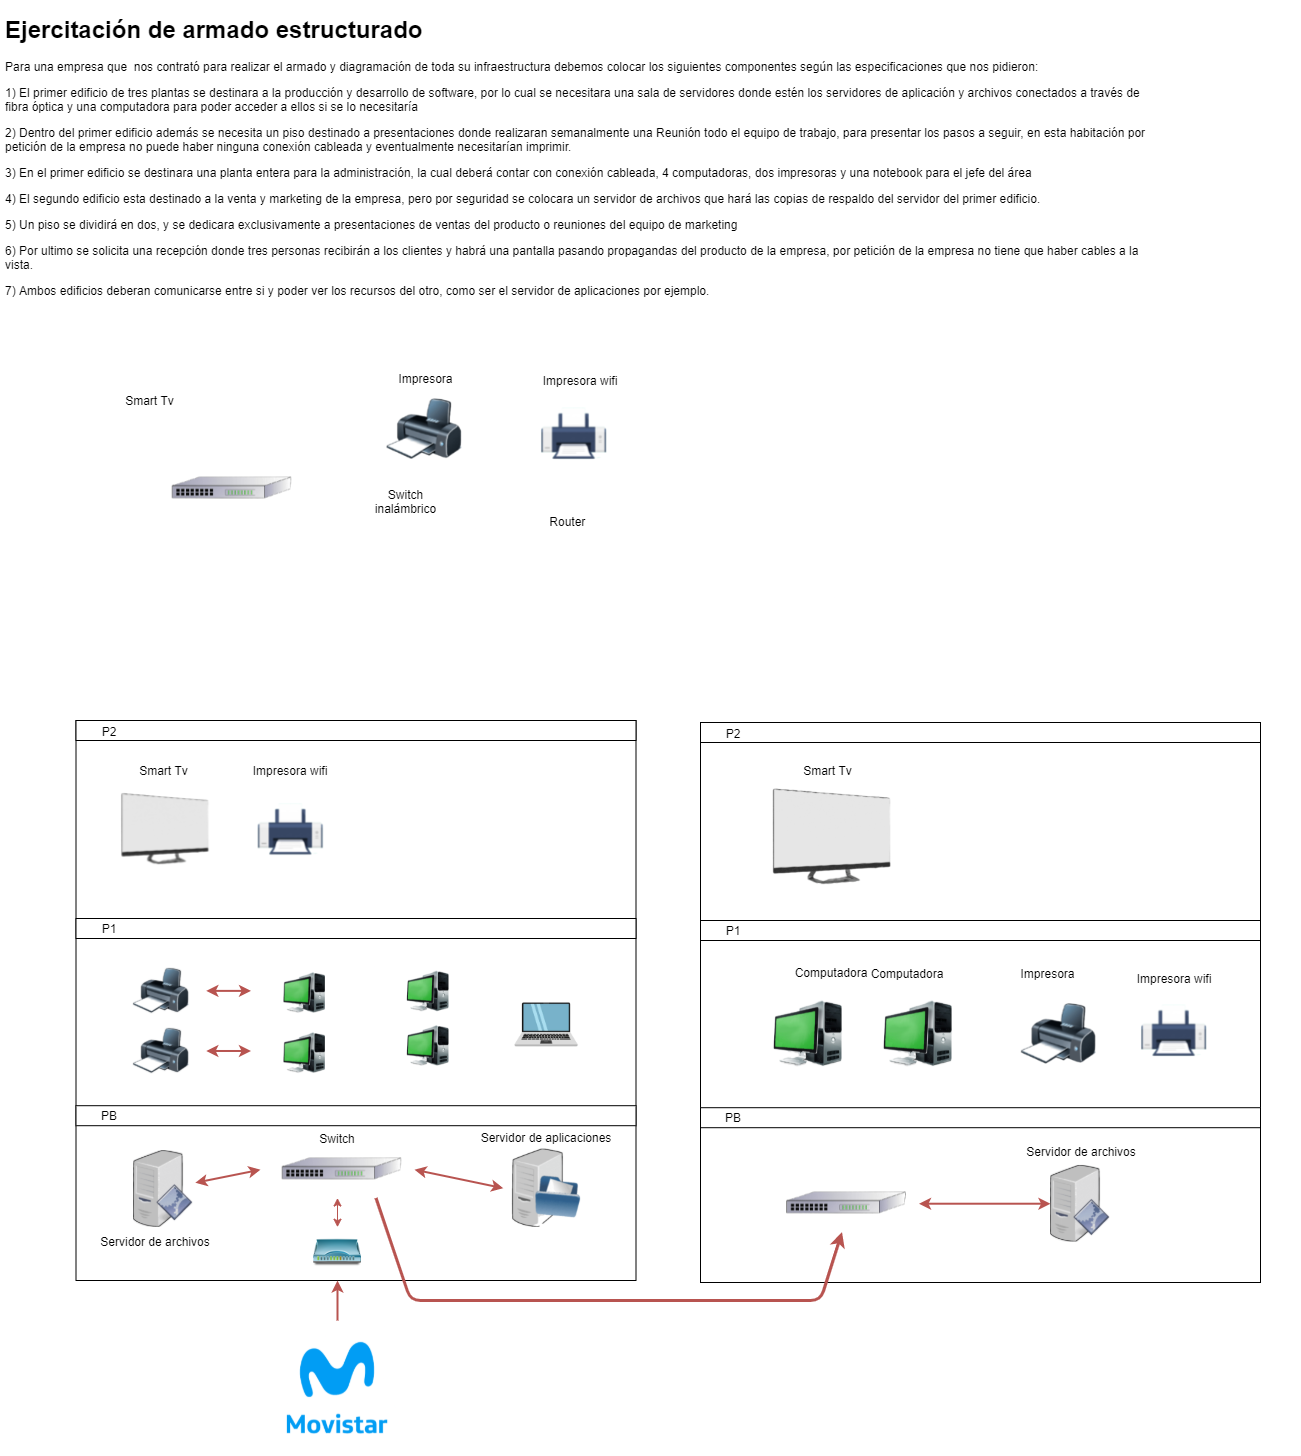 Ejercitación de armado estructurado
Para una empresa que  nos contrató para realizar el armado y diagramación de toda su infraestructura debemos colocar los siguientes componentes según las especificaciones que nos pidieron:
1) El primer edificio de tres plantas se destinara a la producción y desarrollo de software, por lo cual se necesitara una sala de servidores donde estén los servidores de aplicación y archivos conectados a través de
fibra óptica y una computadora para poder acceder a ellos si se lo necesitaría
2) Dentro del primer edificio además se necesita un piso destinado a presentaciones donde realizaran semanalmente una Reunión todo el equipo de trabajo, para presentar los pasos a seguir, en esta habitación por
petición de la empresa no puede haber ninguna conexión cableada y eventualmente necesitarían imprimir.
3) En el primer edificio se destinara una planta entera para la administración, la cual deberá contar con conexión cableada, 4 computadoras, dos impresoras y una notebook para el jefe del área
4) El segundo edificio esta destinado a la venta y marketing de la empresa, pero por seguridad se colocara un servidor de archivos que hará las copias de respaldo del servidor del primer edificio.
5) Un piso se dividirá en dos, y se dedicara exclusivamente a presentaciones de ventas del producto o reuniones del equipo de marketing
6) Por ultimo se solicita una recepción donde tres personas recibirán a los clientes y habrá una pantalla pasando propagandas del producto de la empresa, por petición de la empresa no tiene que haber cables a la
vista.
7) Ambos edificios deberan comunicarse entre si y poder ver los recursos del otro, como ser el servidor de aplicaciones por ejemplo.
Impresora
Impresora wifi
Smart Tv
Switch
inalámbrico
Router
P2
Smart Tv
Impresora wifi
P1
PB
Switch
Servidor de aplicaciones
Servidor de archivos
P2
Smart Tv
P1
Computadora
Computadora
Impresora
Impresora wifi
PB
Servidor de archivos
Movistar